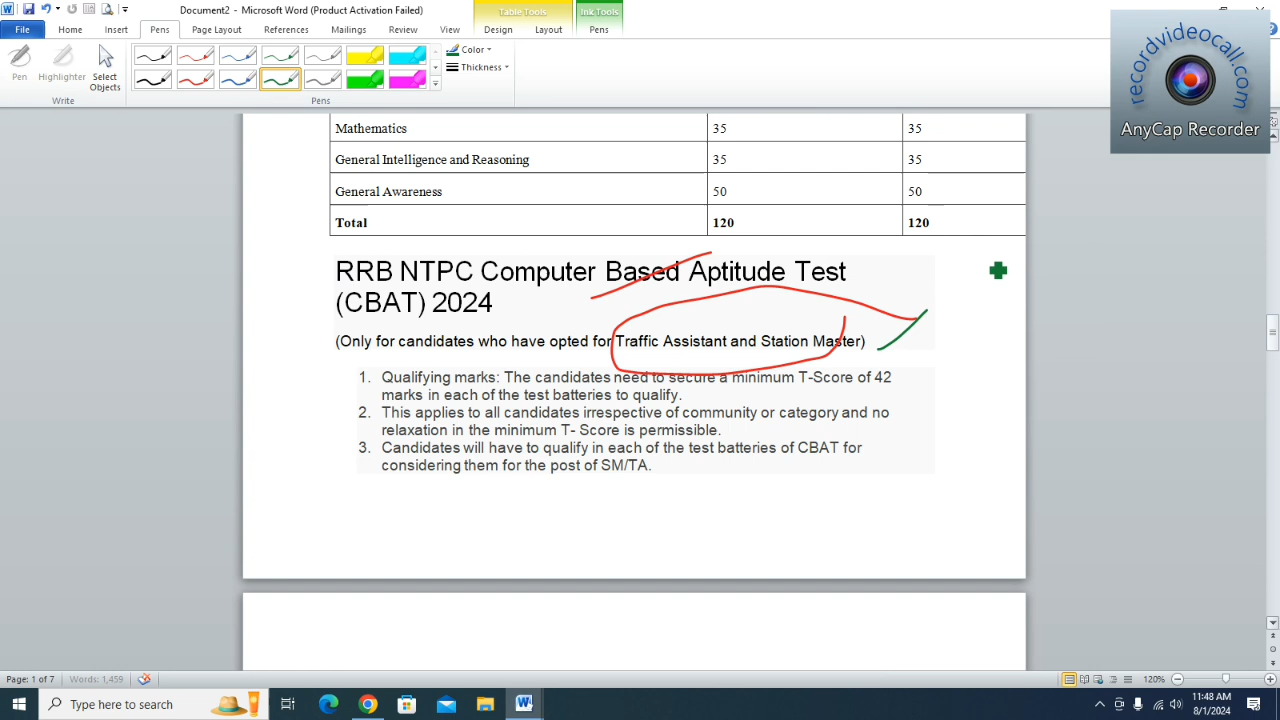 Document2 - Microsoft Word (Product Activation Failed)
Table Tools
Ink Tools
File
Home
Insert
Pens
Page Layout
References
Mailings
Review
View
Design
Layout
Pens
Pen
Highlighter
Select Objects
Color
Thickness
Write
Pens
recordvideocall.com
AnyCap Recorder
Mathematics 35 35
General Intelligence and Reasoning 35 35
General Awareness 50 50
Total 120 120
RRB NTPC Computer Based Aptitude Test
(CBAT) 2024
(Only for candidates who have opted for Traffic Assistant and Station Master)
1. Qualifying marks: The candidates need to secure a minimum T-Score of 42
marks in each of the test batteries to qualify.
2. This applies to all candidates irrespective of community or category and no
relaxation in the minimum T- Score is permissible.
3. Candidates will have to qualify in each of the test batteries of CBAT for
considering them for the post of SM/TA.
Page: 1 of 7
Words: 1,459
120%
Type here to search
11:48 AM
8/1/2024